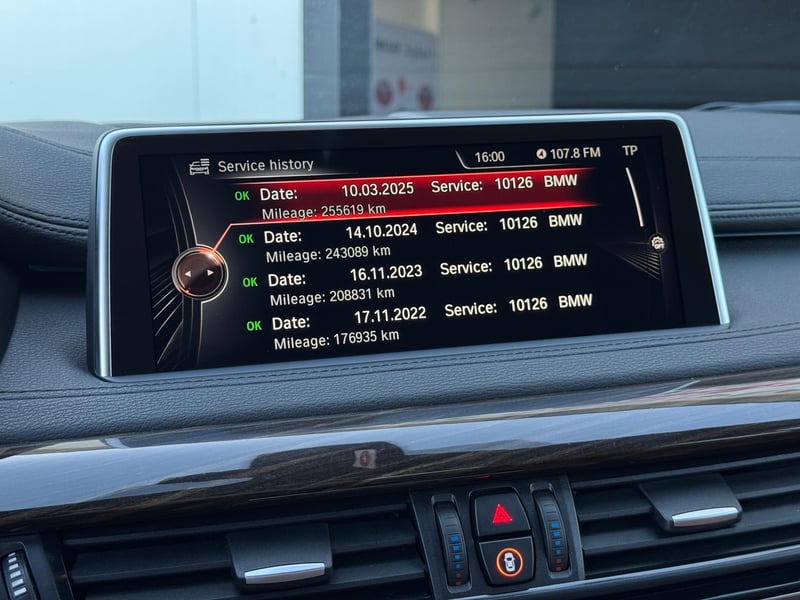 Service history
16:00 107.8 FM TP
OK Date: 10.03.2025 Service: 10126 BMW
Mileage: 255619 km
OK Date: 14.10.2024 Service: 10126 BMW
Mileage: 243089 km
OK Date: 16.11.2023 Service: 10126 BMW
Mileage: 208831 km
OK Date: 17.11.2022 Service: 10126 BMW
Mileage: 176935 km
OFF